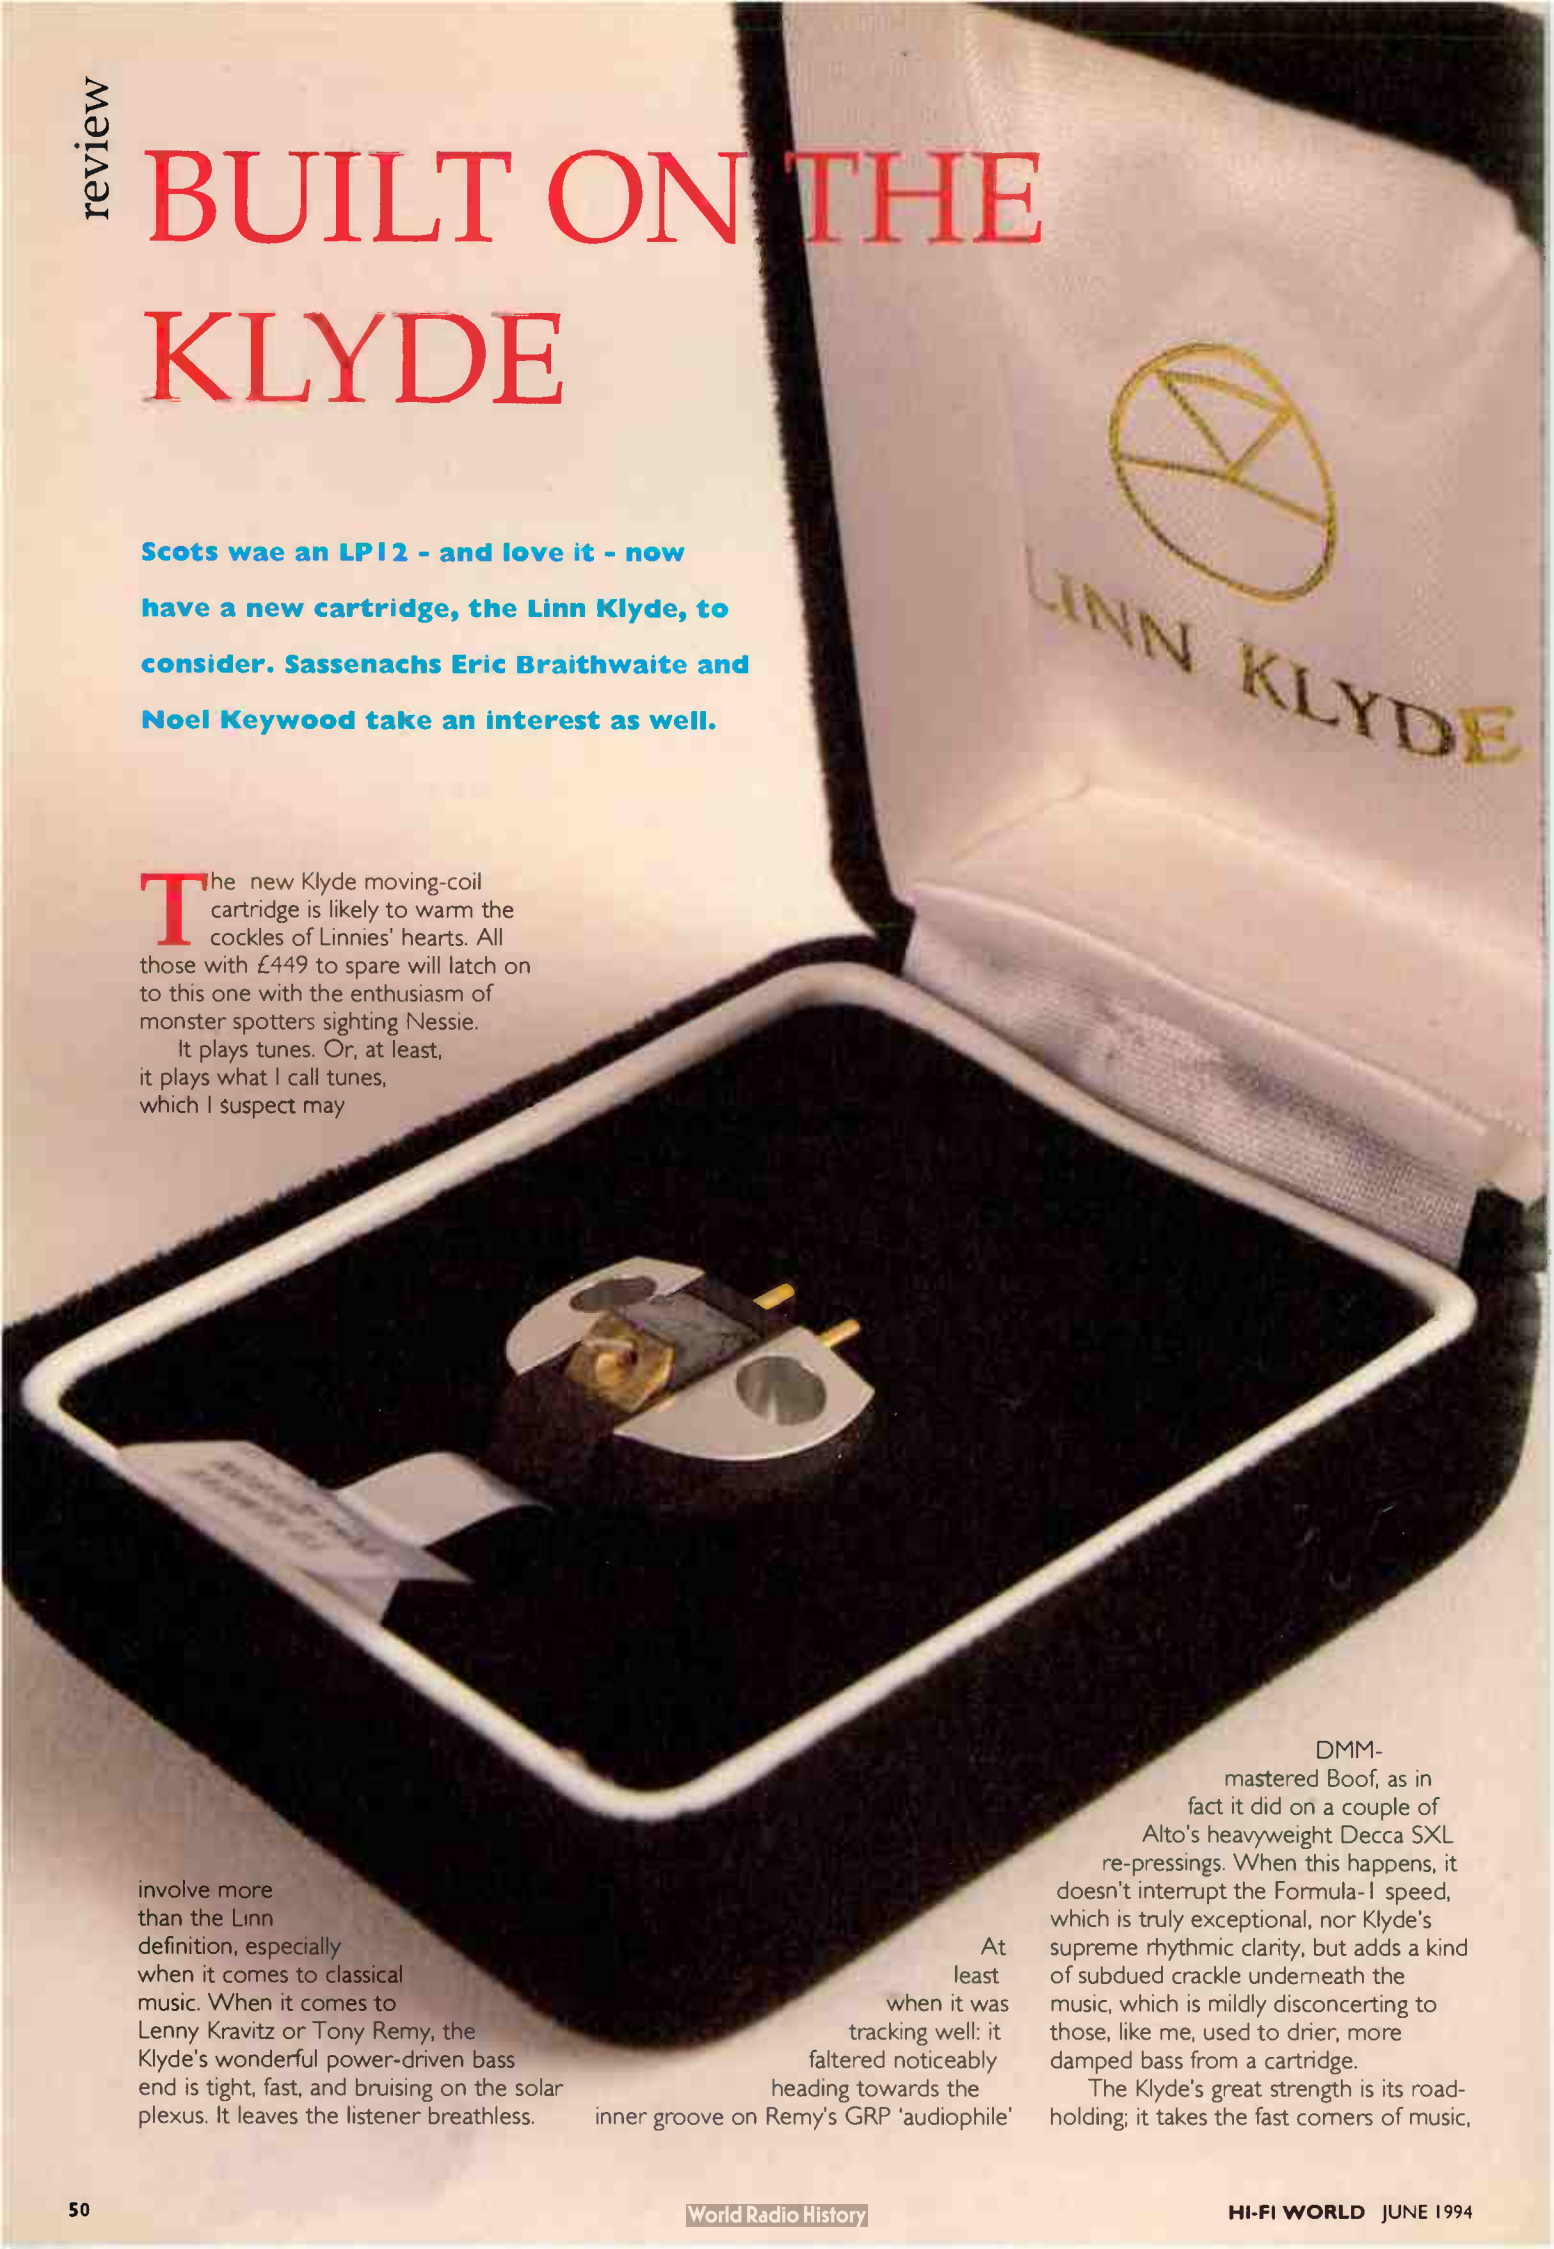 review
BUILT ON THE
KLYDE
LINN KLYDE
Scots wae an LP12 - and love it - now
have a new cartridge, the Linn Klyde, to
consider. Sassenachs Eric Braithwaite and
Noel Keywood take an interest as well.
The new Klyde moving-coil
cartridge is likely to warm the
cockles of Linnies' hearts. All
those with £449 to spare will latch on
to this one with the enthusiasm of
monster spotters sighting Nessie.
It plays tunes. Or, at least,
it plays what I call tunes,
which I suspect may
involve more
than the Linn
definition, especially
when it comes to classical
music. When it comes to
Lenny Kravitz or Tony Remy, the
Klyde's wonderful power-driven bass
end is tight, fast, and bruising on the solar
plexus. It leaves the listener breathless.
At
least
when it was
tracking well: it
faltered noticeably
heading towards the
inner groove on Remy's GRP 'audiophile'
DMM-
mastered Boof, as in
fact it did on a couple of
Alto's heavyweight Decca SXL
re-pressings. When this happens, it
doesn't interrupt the Formula-1 speed,
which is truly exceptional, nor Klyde's
supreme rhythmic clarity, but adds a kind
of subdued crackle underneath the
music, which is mildly disconcerting to
those, like me, used to drier, more
damped bass from a cartridge.
The Klyde's great strength is its road-
holding; it takes the fast corners of music,
50
World Radio History
HI-FI WORLD JUNE 1994